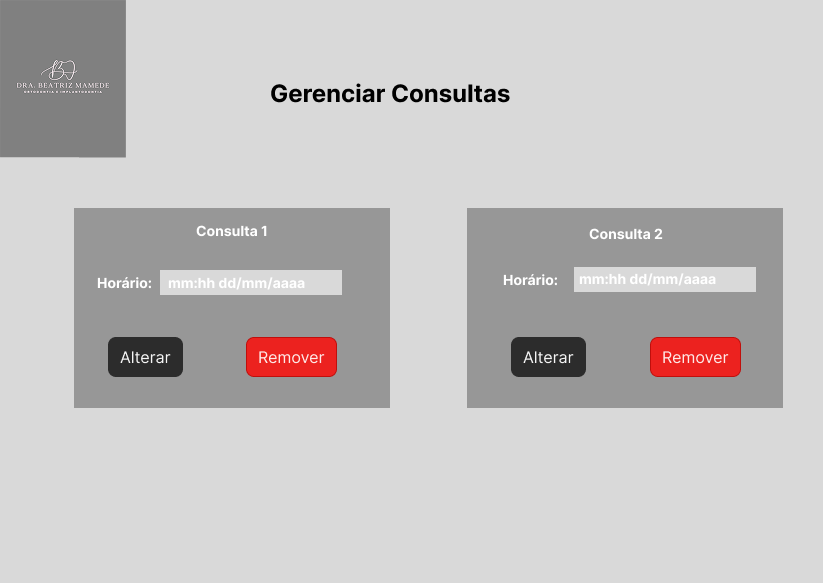 DRA. BEATRIZ MAMEDE
ORTODONTIA E IMPLANTODONTIA
Gerenciar Consultas
Consulta 1
Horário: mm:hh dd/mm/aaaa
Alterar Remover
Consulta 2
Horário: mm:hh dd/mm/aaaa
Alterar Remover